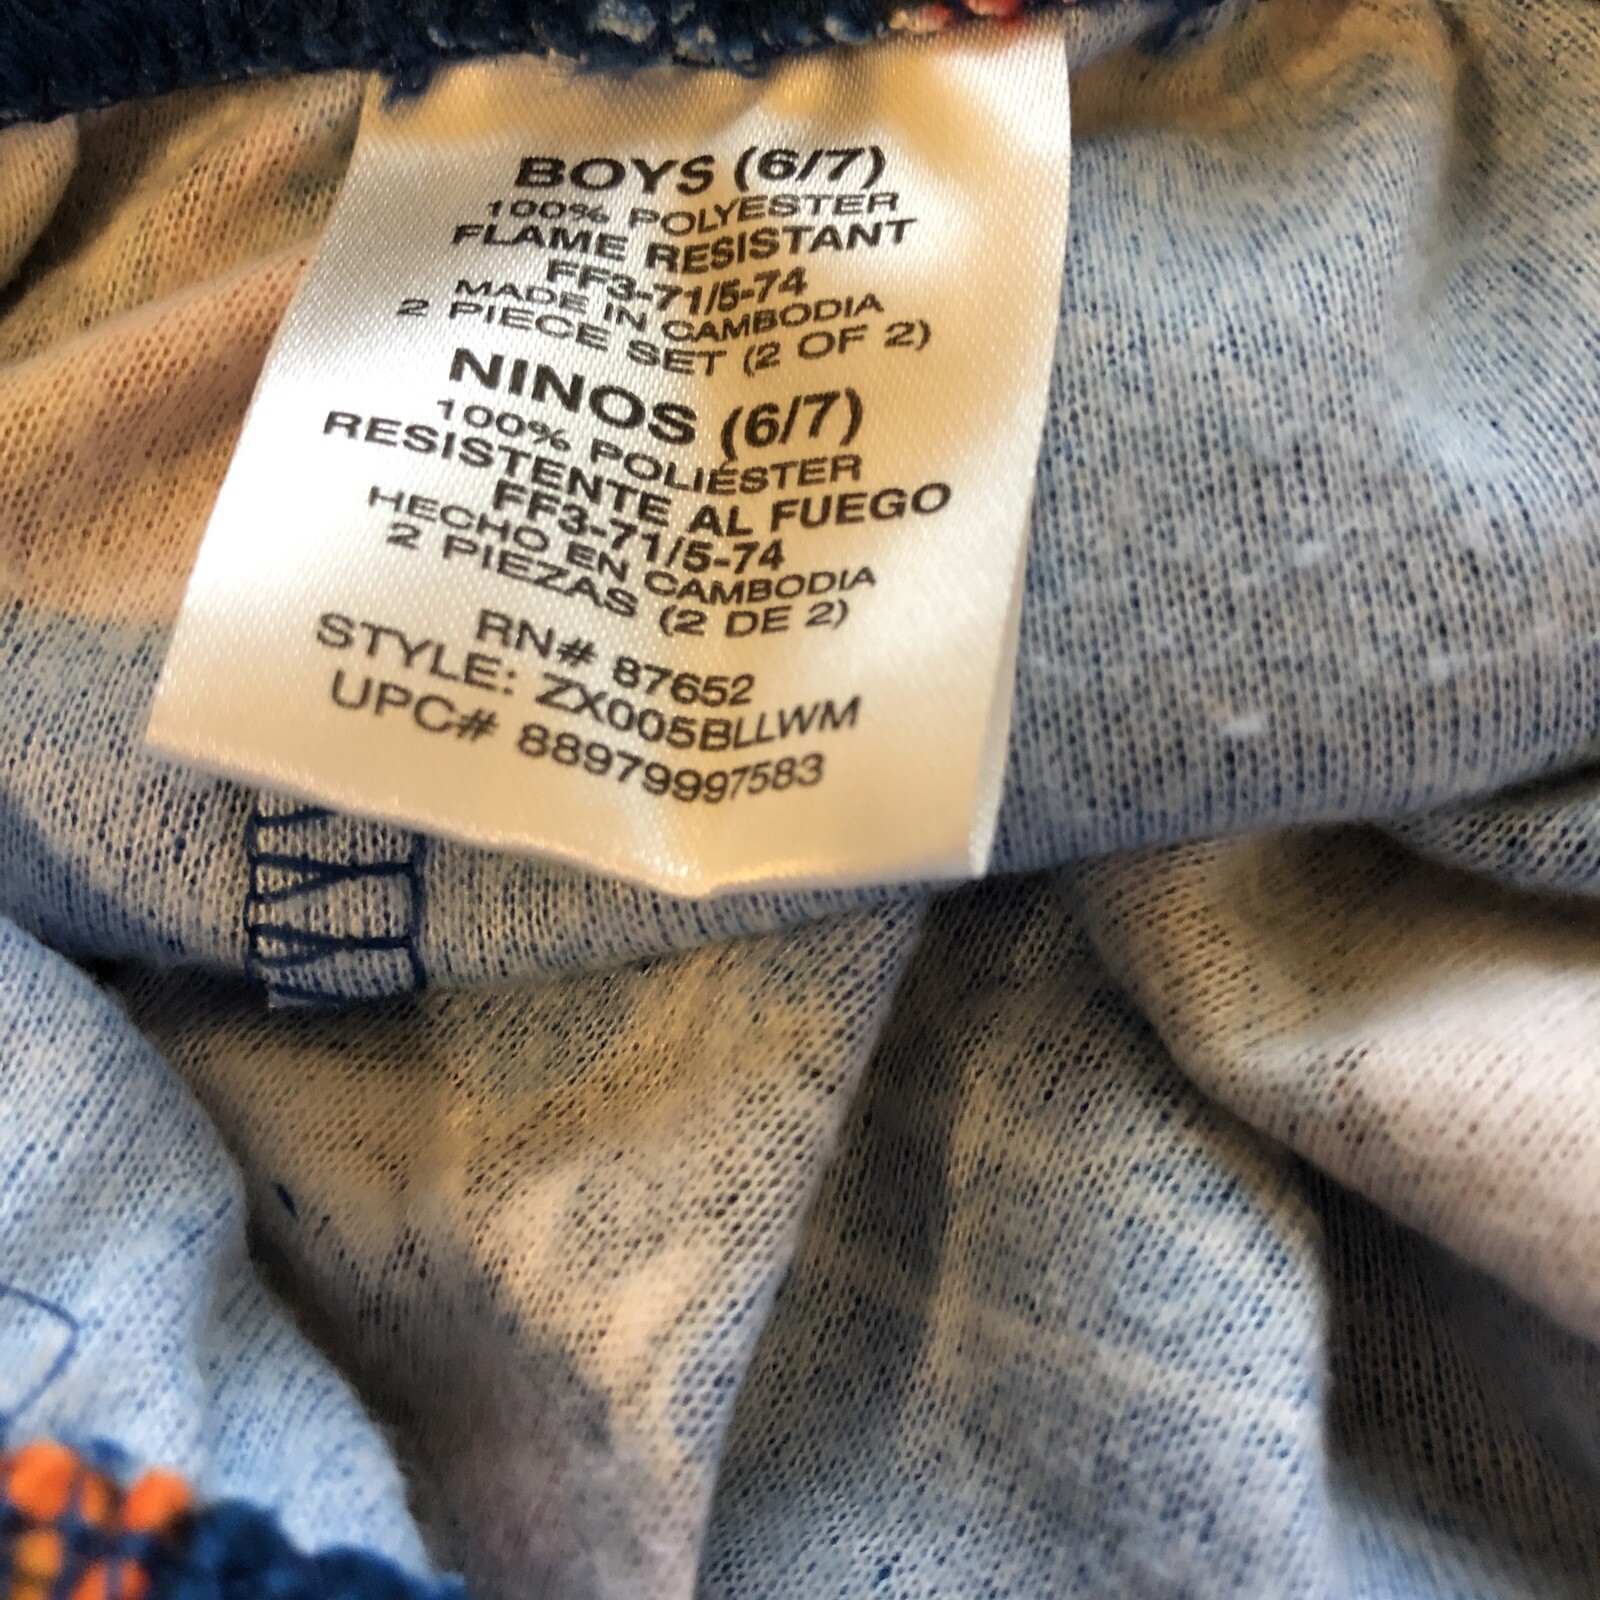 BOYS (6/7)
100% POLYESTER
FLAME RESISTANT
FF3-71/5-74
MADE IN CAMBODIA
2 PIECE SET (2 OF 2)
NINOS (6/7)
100% POLIÉSTER
RESISTENTE AL FUEGO
FF3-71/5-74
HECHO EN CAMBODIA
2 PIEZAS (2 DE 2)
RN# 87652
STYLE: ZX005BLLWM
UPC# 889799997583